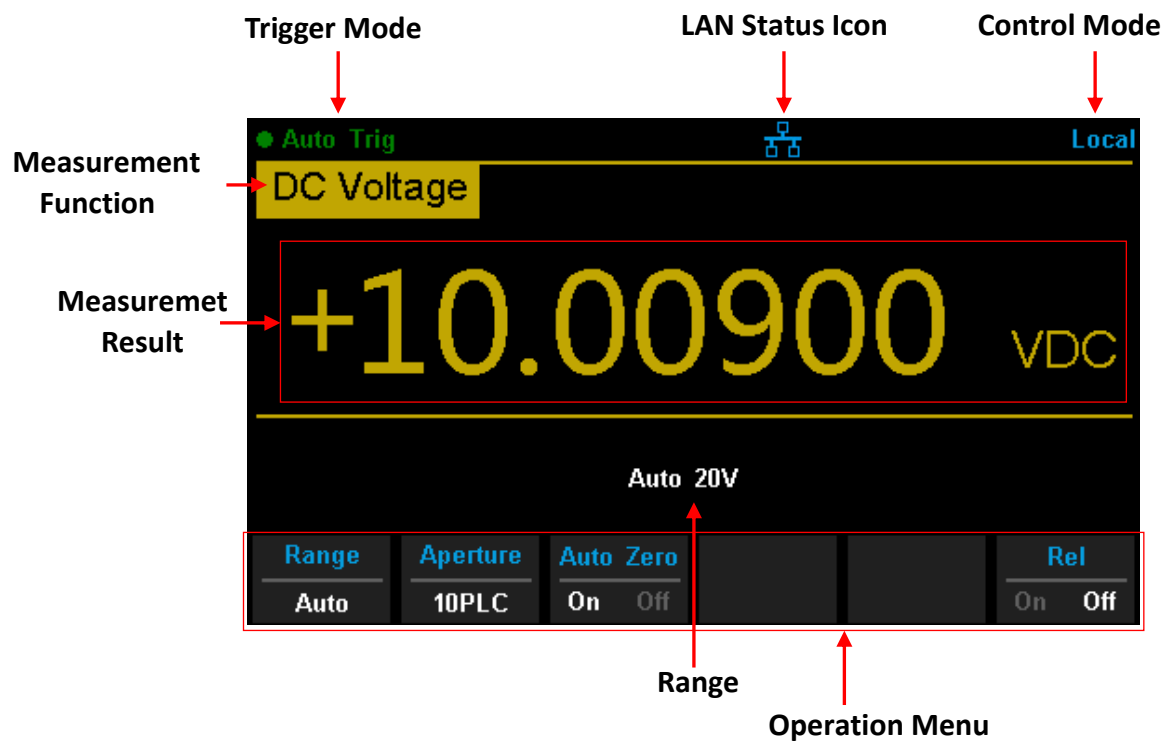 Trigger Mode
LAN Status Icon
Control Mode
Auto Trig
Local
Measurement
Function
DC Voltage
Measuremet
Result
+10.00900 VDC
Auto 20V
Range
Aperture
Auto Zero
Rel
Auto
10PLC
On Off
On Off
Range
Operation Menu